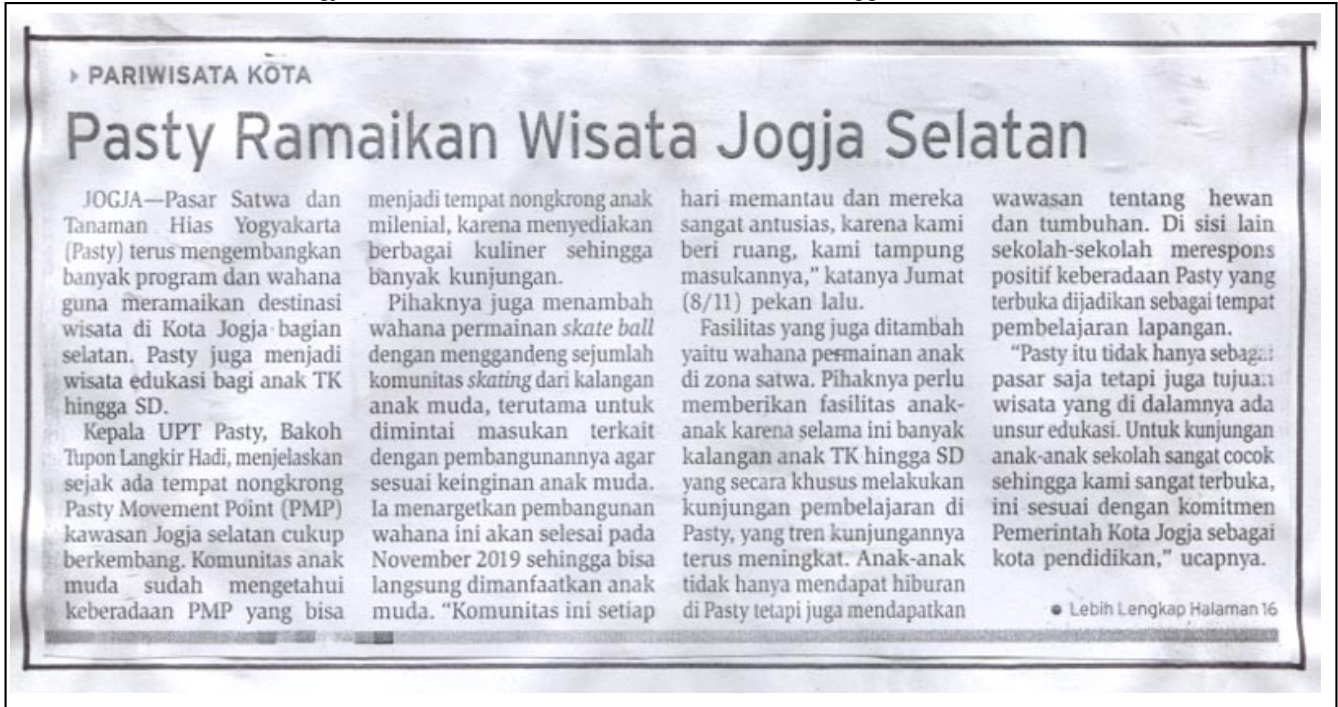 ▸ PARIWISATA KOTA
Pasty Ramaikan Wisata Jogja Selatan
JOGJA—Pasar Satwa dan
Tanaman Hias Yogyakarta
(Pasty) terus mengembangkan
banyak program dan wahana
guna meramaikan destinasi
wisata di Kota Jogja bagian
selatan. Pasty juga menjadi
wisata edukasi bagi anak TK
hingga SD.
Kepala UPT Pasty, Bakoh
Tupon Langkir Hadi, menjelaskan
sejak ada tempat nongkrong
Pasty Movement Point (PMP)
kawasan Jogja selatan cukup
berkembang. Komunitas anak
muda sudah mengetahui
keberadaan PMP yang bisa
menjadi tempat nongkrong anak
milenial, karena menyediakan
berbagai kuliner sehingga
banyak kunjungan.
Pihaknya juga menambah
wahana permainan skate ball
dengan menggandeng sejumlah
komunitas skating dari kalangan
anak muda, terutama untuk
dimintai masukan terkait
dengan pembangunannya agar
sesuai keinginan anak muda.
Ia menargetkan pembangunan
wahana ini akan selesai pada
November 2019 sehingga bisa
langsung dimanfaatkan anak
muda. “Komunitas ini setiap
hari memantau dan mereka
sangat antusias, karena kami
beri ruang, kami tampung
masukannya,” katanya Jumat
(8/11) pekan lalu.
Fasilitas yang juga ditambah
yaitu wahana permainan anak
di zona satwa. Pihaknya perlu
memberikan fasilitas anak-
anak karena selama ini banyak
kalangan anak TK hingga SD
yang secara khusus melakukan
kunjungan pembelajaran di
Pasty, yang tren kunjungannya
terus meningkat. Anak-anak
tidak hanya mendapat hiburan
di Pasty tetapi juga mendapatkan
wawasan tentang hewan
dan tumbuhan. Di sisi lain
sekolah-sekolah merespons
positif keberadaan Pasty yang
terbuka dijadikan sebagai tempat
pembelajaran lapangan.
“Pasty itu tidak hanya sebagai
pasar saja tetapi juga tujuan
wisata yang di dalamnya ada
unsur edukasi. Untuk kunjungan
anak-anak sekolah sangat cocok
sehingga kami sangat terbuka,
ini sesuai dengan komitmen
Pemerintah Kota Jogja sebagai
kota pendidikan,” ucapnya.
● Lebih Lengkap Halaman 16